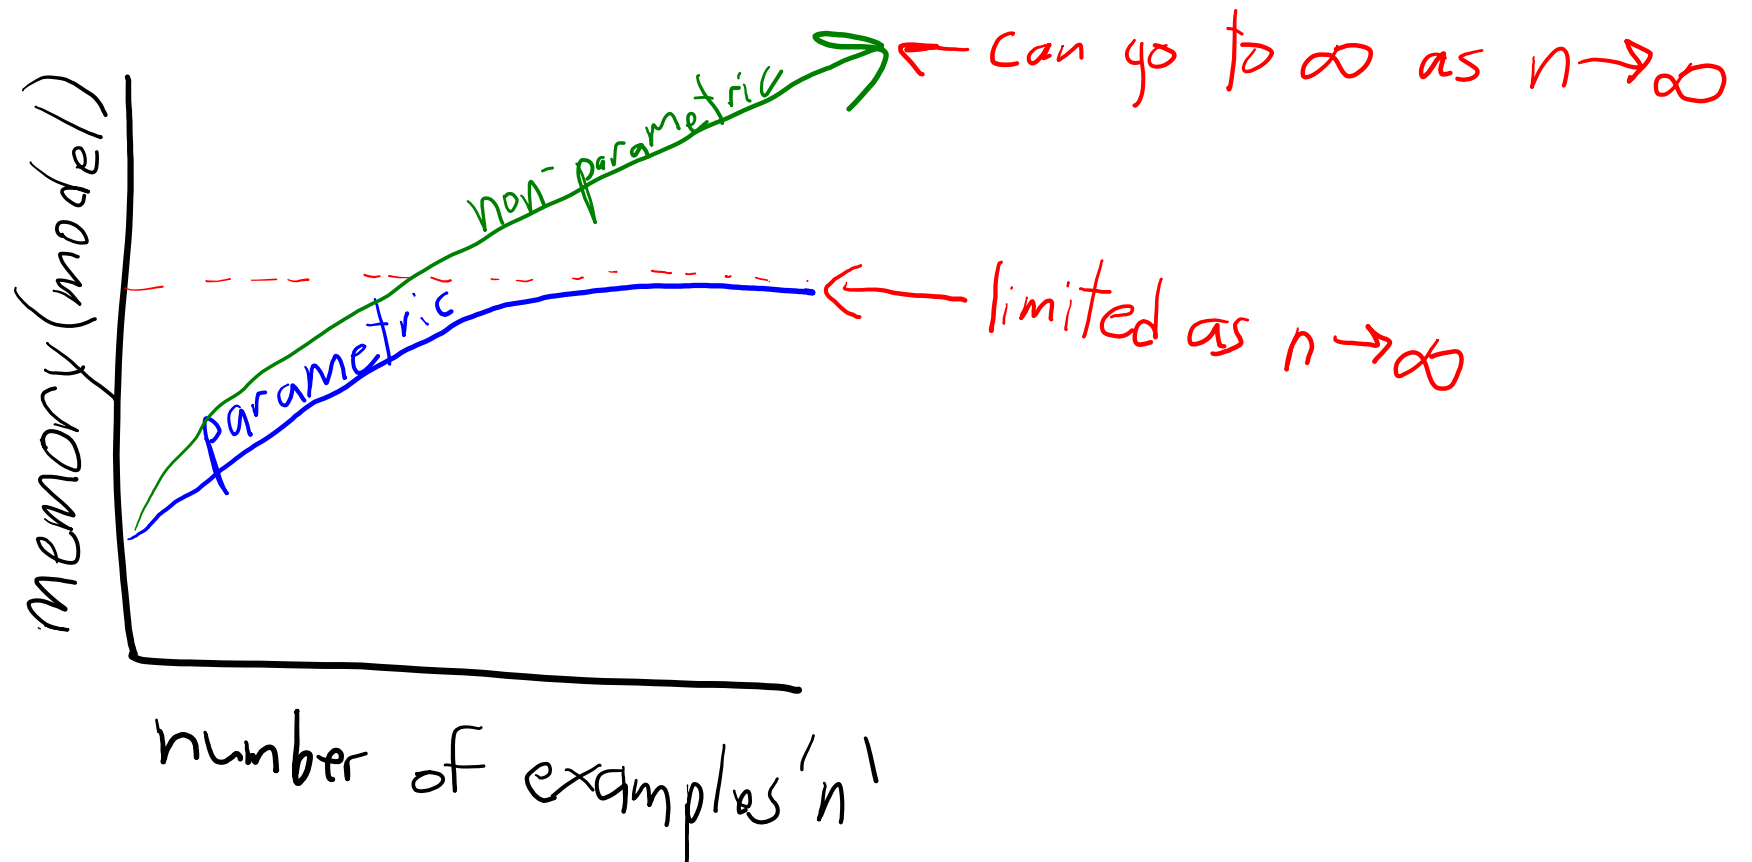 can go to ∞ as n→∞
non-parametric
memory (model)
parametric
limited as n→∞
number of examples 'n'